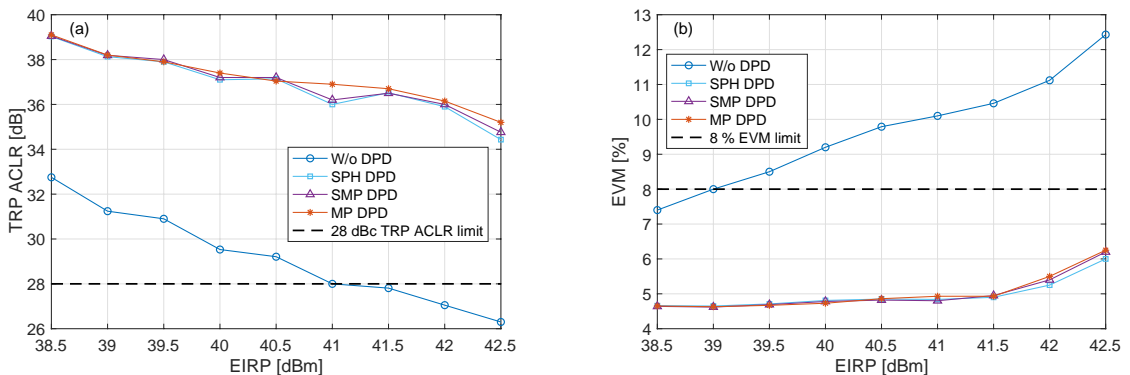 (a)
TRP ACLR [dB]
40
38
36
34
32
30
28
26
W/o DPD
SPH DPD
SMP DPD
MP DPD
28 dBc TRP ACLR limit
38.5 39 39.5 40 40.5 41 41.5 42 42.5
EIRP [dBm]
(b)
EVM [%]
13
12
11
10
9
8
7
6
5
4
W/o DPD
SPH DPD
SMP DPD
MP DPD
8 % EVM limit
38.5 39 39.5 40 40.5 41 41.5 42 42.5
EIRP [dBm]